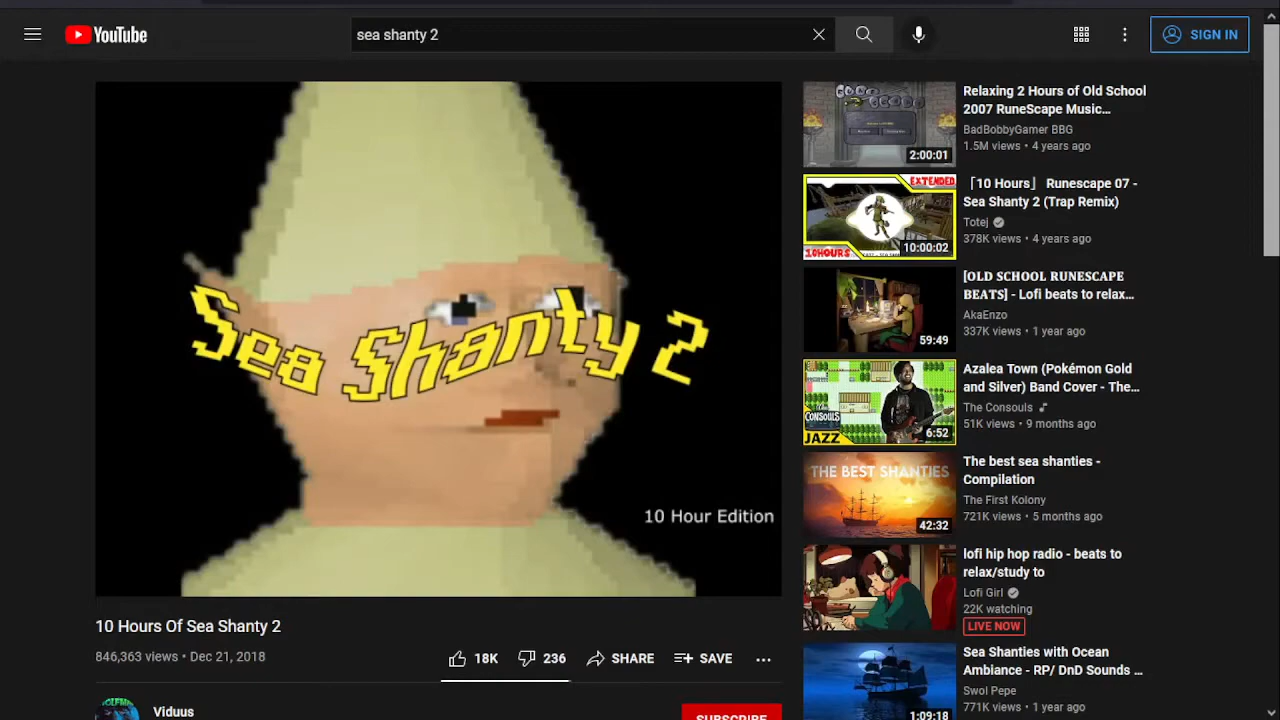 YouTube
sea shanty 2
SIGN IN
Sea Shanty 2
10 Hour Edition
10 Hours Of Sea Shanty 2
846,363 views • Dec 21, 2018
18K
236
SHARE
SAVE
Viduus
SUBSCRIBE
2:00:01
Relaxing 2 Hours of Old School
2007 RuneScape Music...
BadBobbyGamer BBG
1.5M views • 4 years ago
EXTENDED
10HOURS
10:00:02
「10 Hours」 Runescape 07 -
Sea Shanty 2 (Trap Remix)
Totej
378K views • 4 years ago
59:49
[OLD SCHOOL RUNESCAPE
BEATS] - Lofi beats to relax...
AkaEnzo
337K views • 1 year ago
CONSOULS
JAZZ
6:52
Azalea Town (Pokémon Gold
and Silver) Band Cover - The...
The Consouls
51K views • 9 months ago
THE BEST SHANTIES
42:32
The best sea shanties -
Compilation
The First Kolony
721K views • 5 months ago
lofi hip hop radio - beats to
relax/study to
Lofi Girl
22K watching
LIVE NOW
1:09:18
Sea Shanties with Ocean
Ambiance - RP/ DnD Sounds ...
Swol Pepe
771K views • 1 year ago